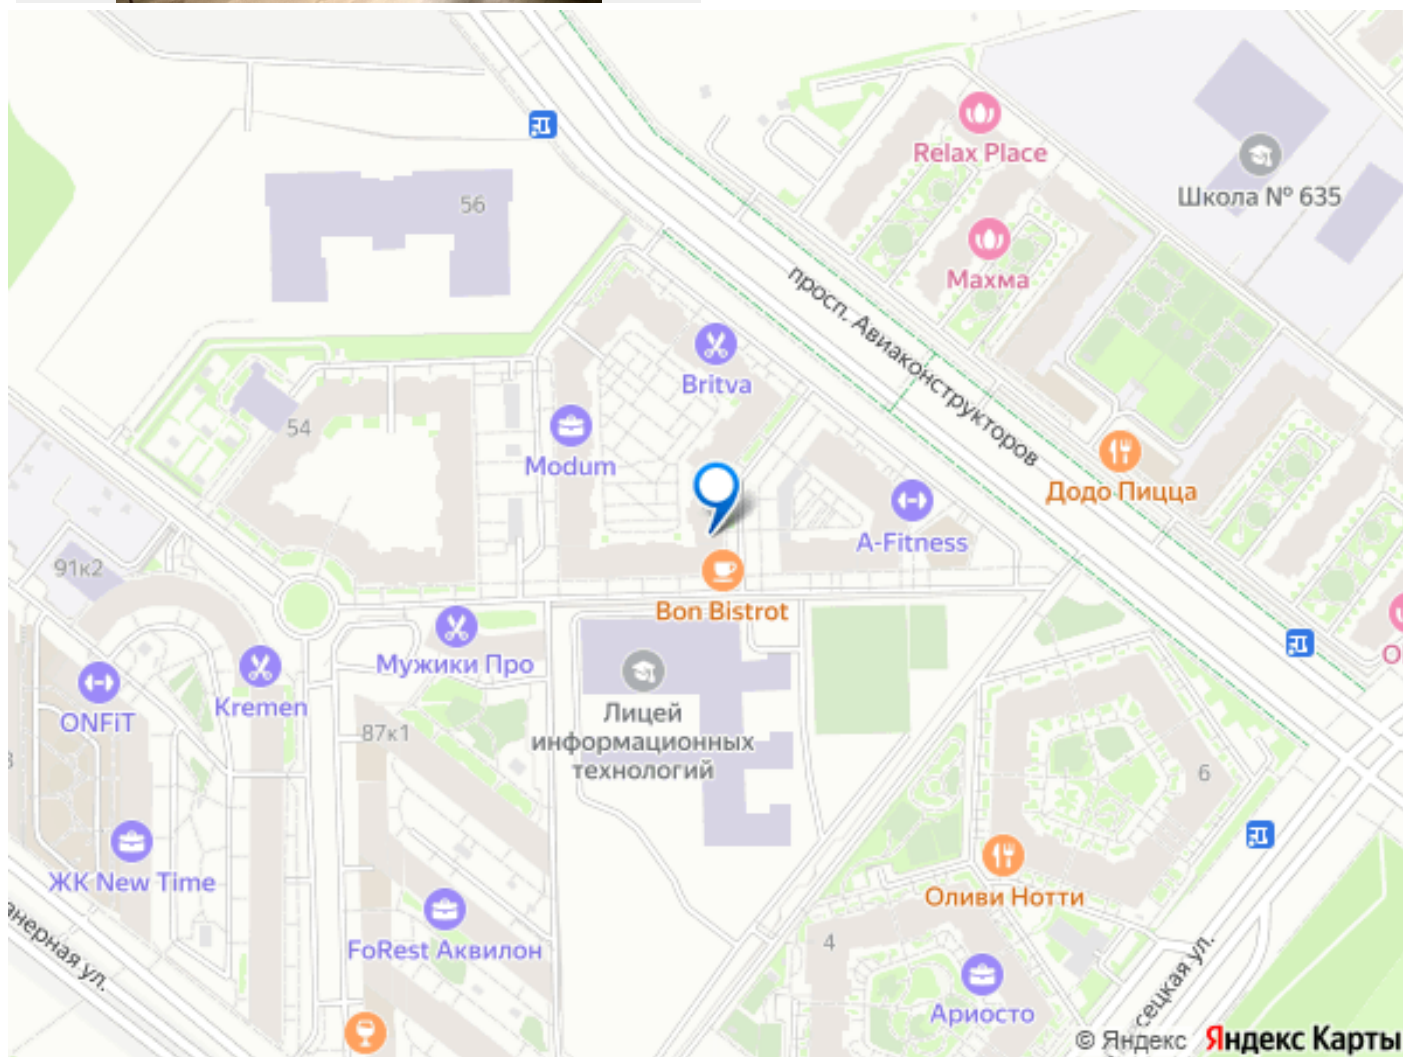 Relax Place
Школа № 635
56
Махма
просп. Авиаконструкторов
Britva
54
Modum
Додо Пицца
A-Fitness
91к2
Bon Bistrot
Мужики Про
Kremen
ONFiT
87к1
Лицей
информационных
технологий
6
ЖК New Time
Оливи Нотти
FoRest Аквилон
4
Ариосто
© Яндекс Яндекс Карты